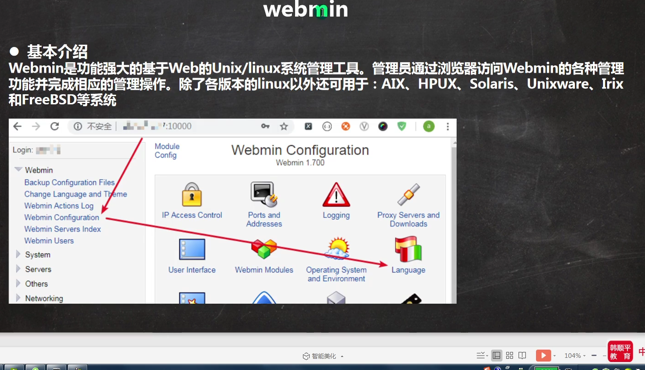 webmin
● 基本介绍
Webmin是功能强大的基于Web的Unix/linux系统管理工具。管理员通过浏览器访问Webmin的各种管理
功能并完成相应的管理操作。除了各版本的linux以外还可用于：AIX、HPUX、Solaris、Unixware、Irix
和FreeBSD等系统
不安全
:10000
Login:
Webmin
Backup Configuration Files
Change Language and Theme
Webmin Actions Log
Webmin Configuration
Webmin Servers Index
Webmin Users
System
Servers
Others
Networking
Module
Config
Webmin Configuration
Webmin 1.700
IP Access Control
Ports and
Addresses
Logging
Proxy Servers and
Downloads
User Interface
Webmin Modules
Operating System
and Environment
Language
智能美化
104%
韩顺平
教育